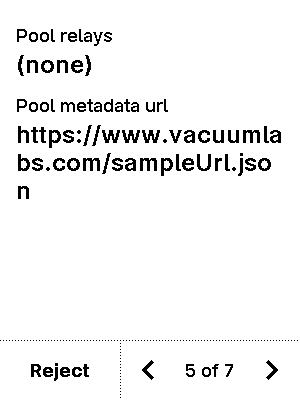 Pool relays
(none)
Pool metadata url
https://www.vacuumla
bs.com/sampleUrl.jso
n
Reject
5 of 7